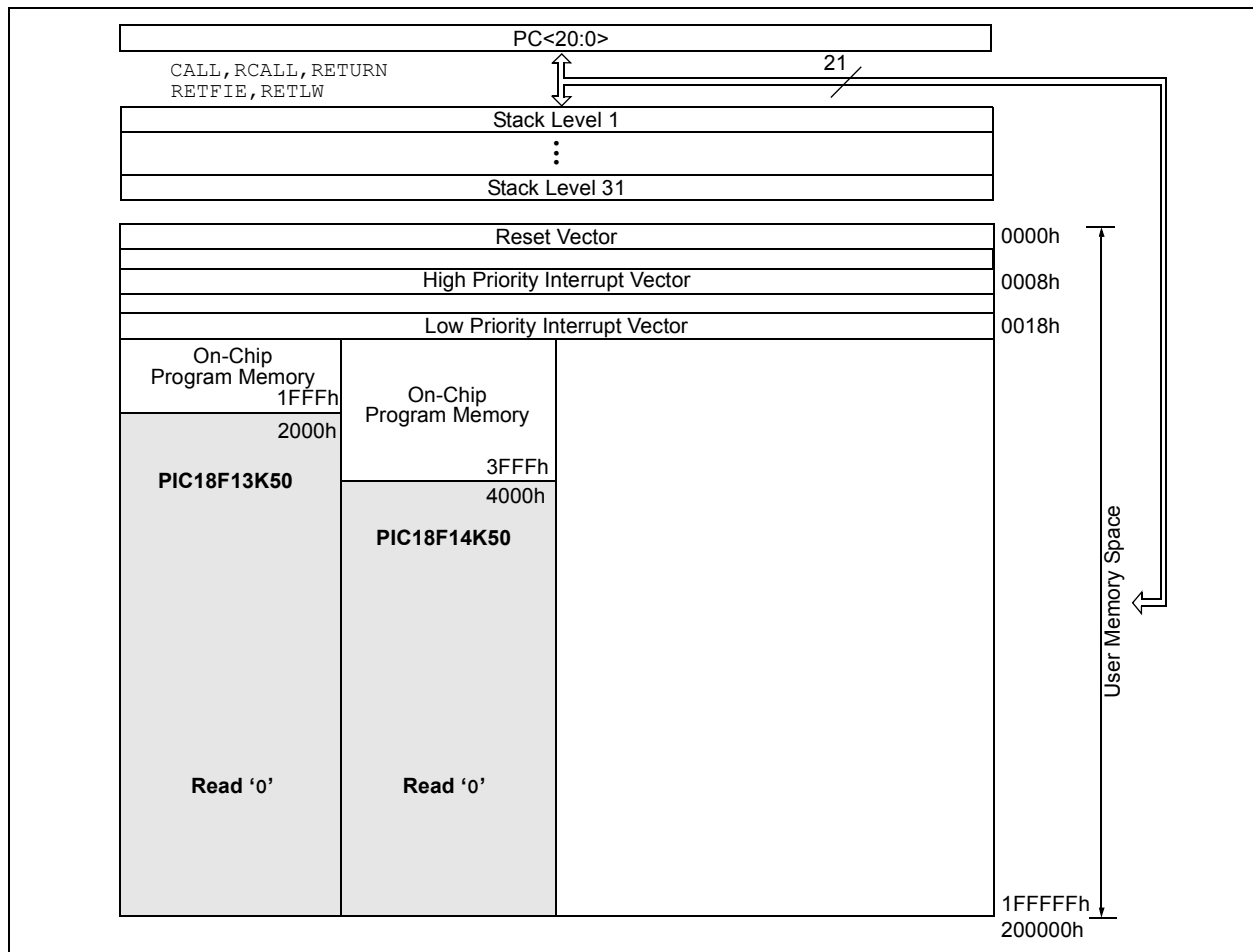 PC<20:0>
CALL,RCALL,RETURN
RETFIE,RETLW
21
Stack Level 1
Stack Level 31
Reset Vector
0000h
High Priority Interrupt Vector
0008h
Low Priority Interrupt Vector
0018h
On-Chip
Program Memory
1FFFh
2000h
PIC18F13K50
Read ‘0’
On-Chip
Program Memory
3FFFh
4000h
PIC18F14K50
Read ‘0’
User Memory Space
1FFFFFh
200000h